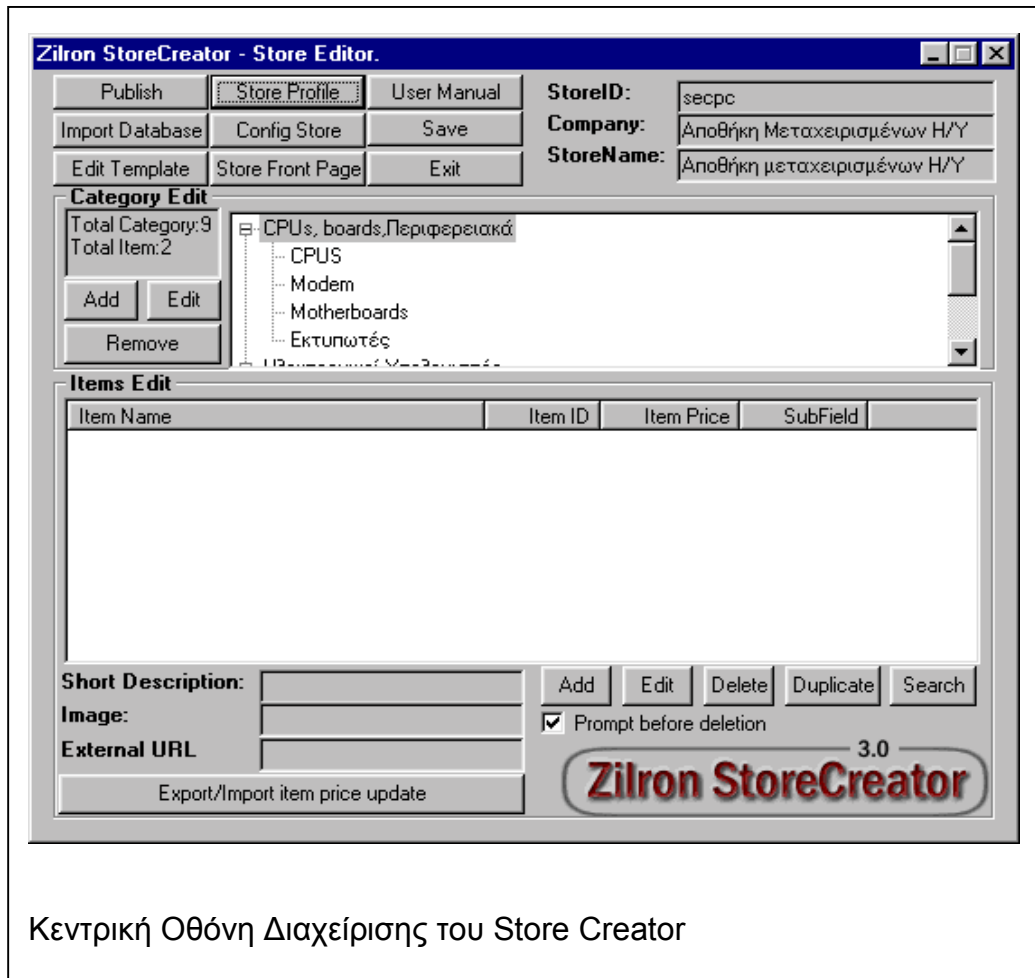 Zilron StoreCreator - Store Editor.
Publish Store Profile User Manual
Import Database Config Store Save
Edit Template Store Front Page Exit
StoreID: secpc
Company: Αποθήκη Μεταχειρισμένων Η/Υ
StoreName: Αποθήκη μεταχειρισμένων Η/Υ
Category Edit
Total Category:9
Total Item:2
Add Edit
Remove
CPUs, boards,Περιφερειακά
CPUS
Modem
Motherboards
Εκτυπωτές
Items Edit
Item Name Item ID Item Price SubField
Short Description:
Image:
External URL
Export/Import item price update
Add Edit Delete Duplicate Search
Prompt before deletion
3.0
Zilron StoreCreator
Κεντρική Οθόνη Διαχείρισης του Store Creator